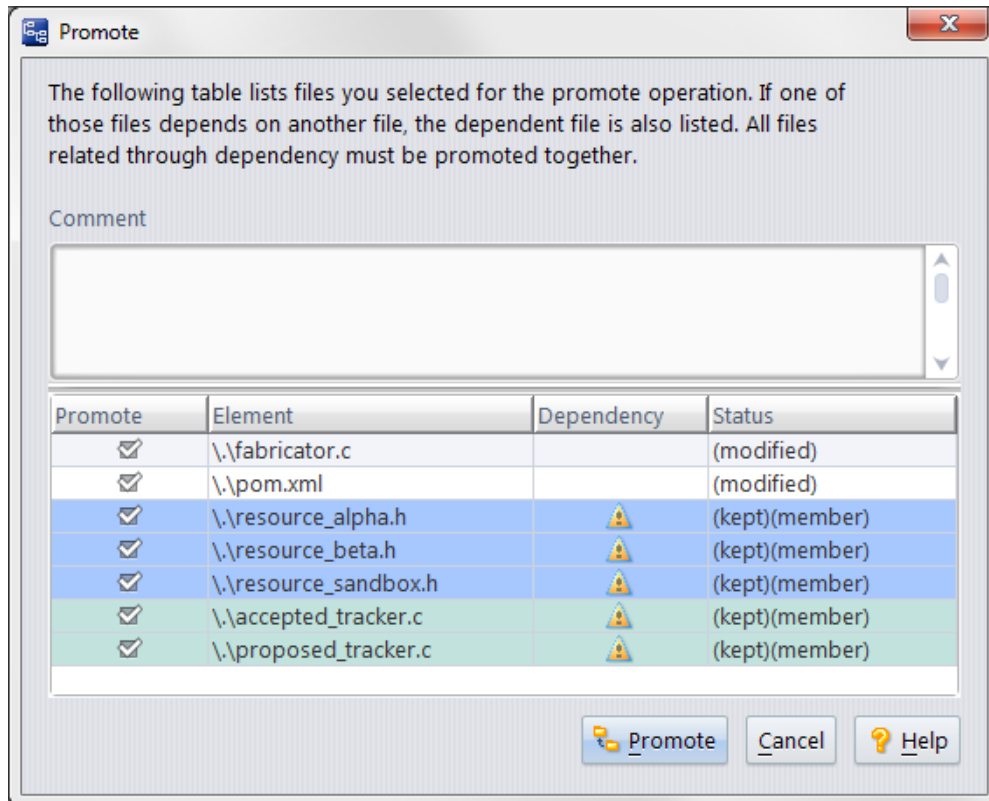 Promote
The following table lists files you selected for the promote operation. If one of
those files depends on another file, the dependent file is also listed. All files
related through dependency must be promoted together.
Comment
Promote Element Dependency Status
\.\fabricator.c (modified)
\.\pom.xml (modified)
\.\resource_alpha.h (kept)(member)
\.\resource_beta.h (kept)(member)
\.\resource_sandbox.h (kept)(member)
\.\accepted_tracker.c (kept)(member)
\.\proposed_tracker.c (kept)(member)
Promote Cancel Help